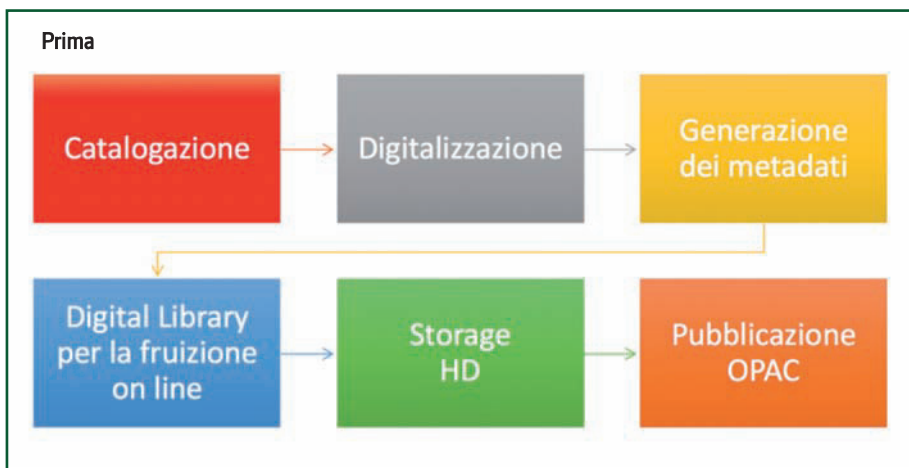 Prima
Catalogazione
Digitalizzazione
Generazione
dei metadati
Digital Library
per la fruizione
on line
Storage
HD
Pubblicazione
OPAC